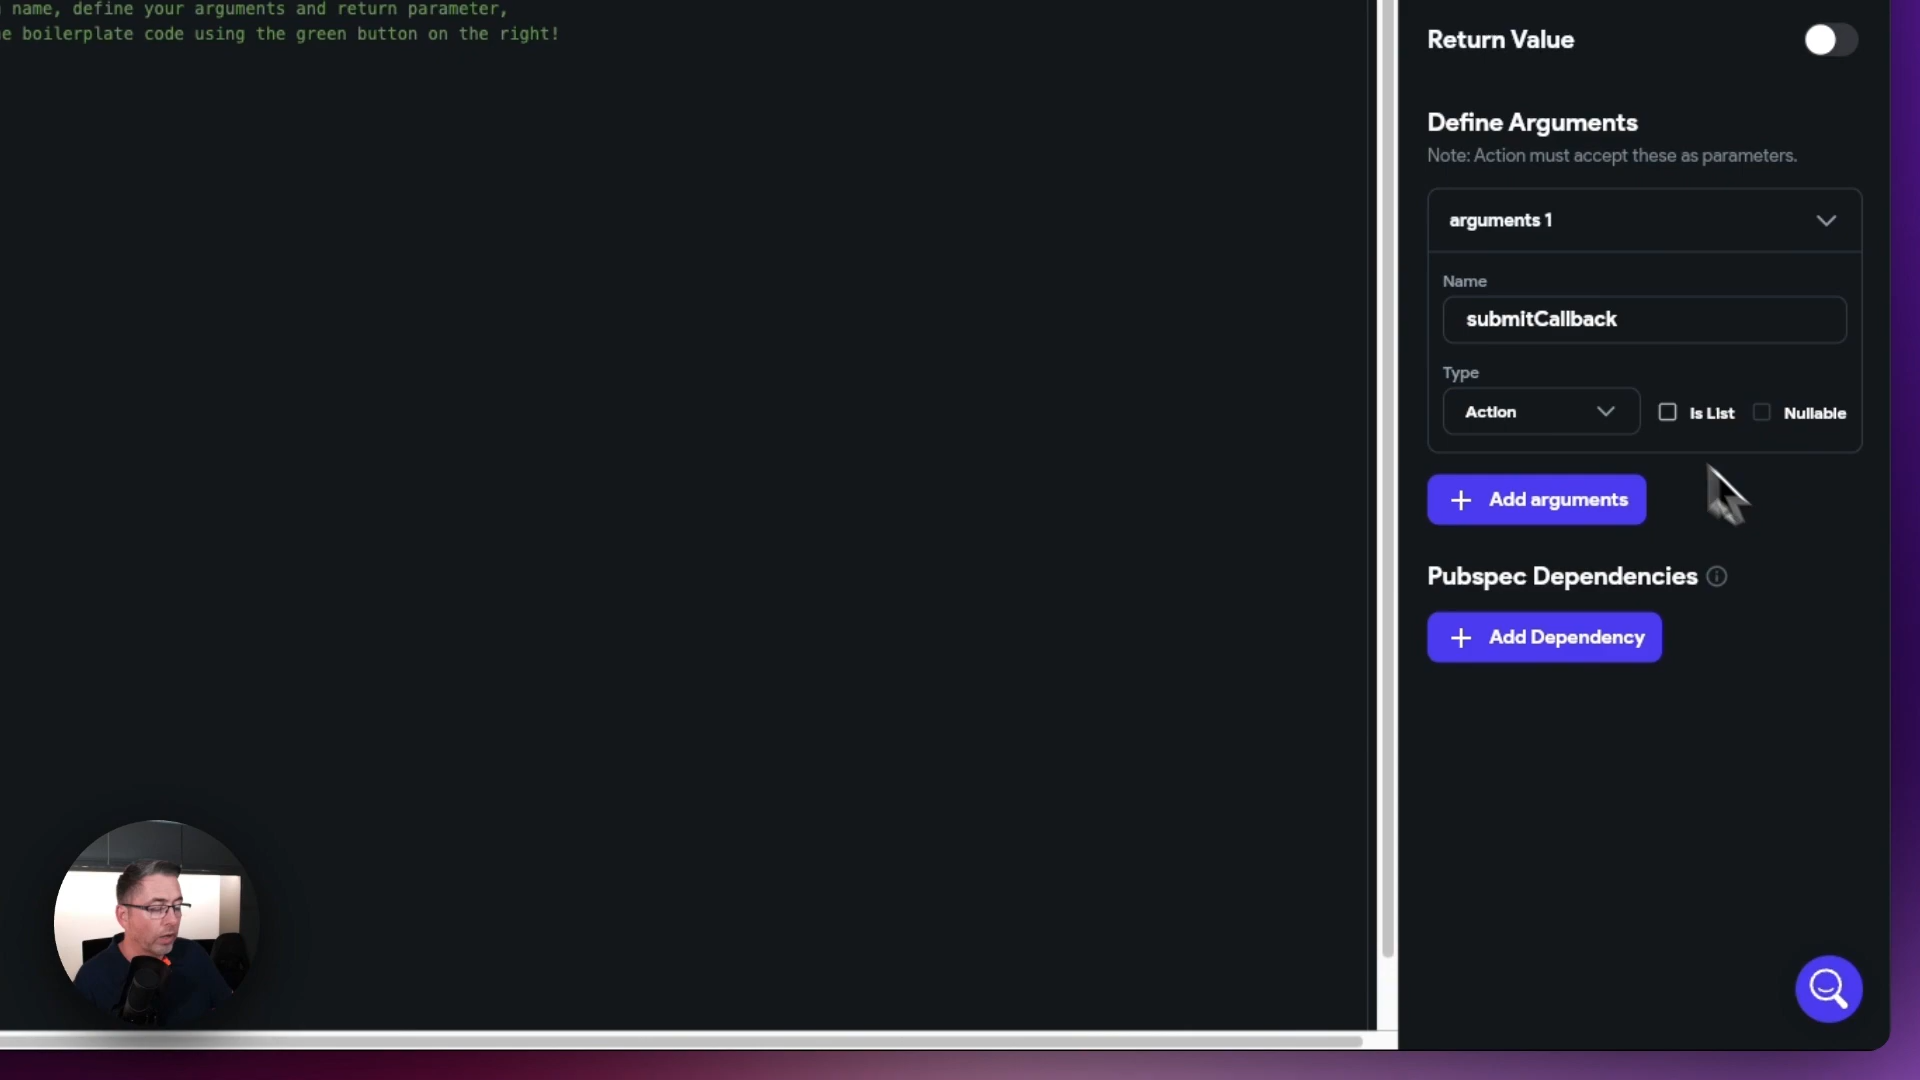 name, define your arguments and return parameter,
e boilerplate code using the green button on the right!
Return Value
Define Arguments
Note: Action must accept these as parameters.
arguments 1
Name
submitCallback
Type
Action
Is List
Nullable
Add arguments
Pubspec Dependencies
Add Dependency